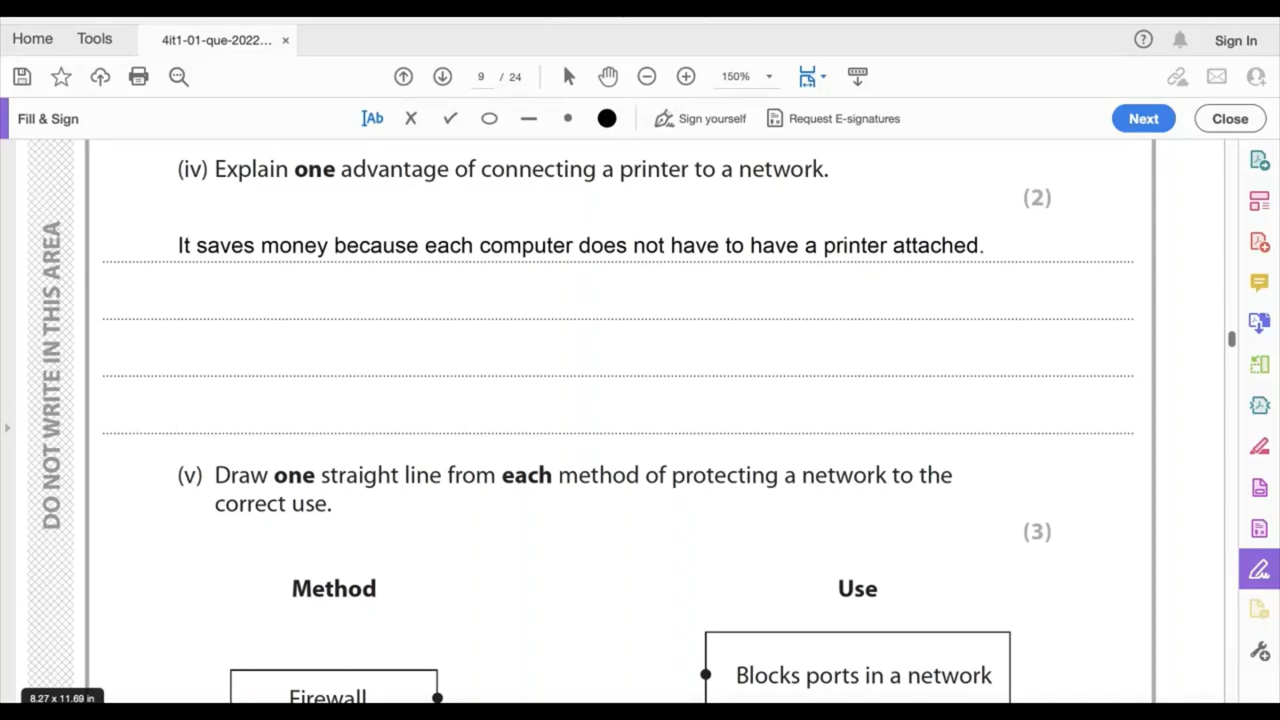 Home Tools 4it1-01-que-2022... × Sign In
9 / 24 150%
Fill & Sign Ab Sign yourself Request E-signatures Next Close
(iv) Explain one advantage of connecting a printer to a network.
(2)
It saves money because each computer does not have to have a printer attached.
DO NOT WRITE IN THIS AREA
(v) Draw one straight line from each method of protecting a network to the
correct use.
(3)
Method Use
Blocks ports in a network
Firewall
8.27 x 11.69 in